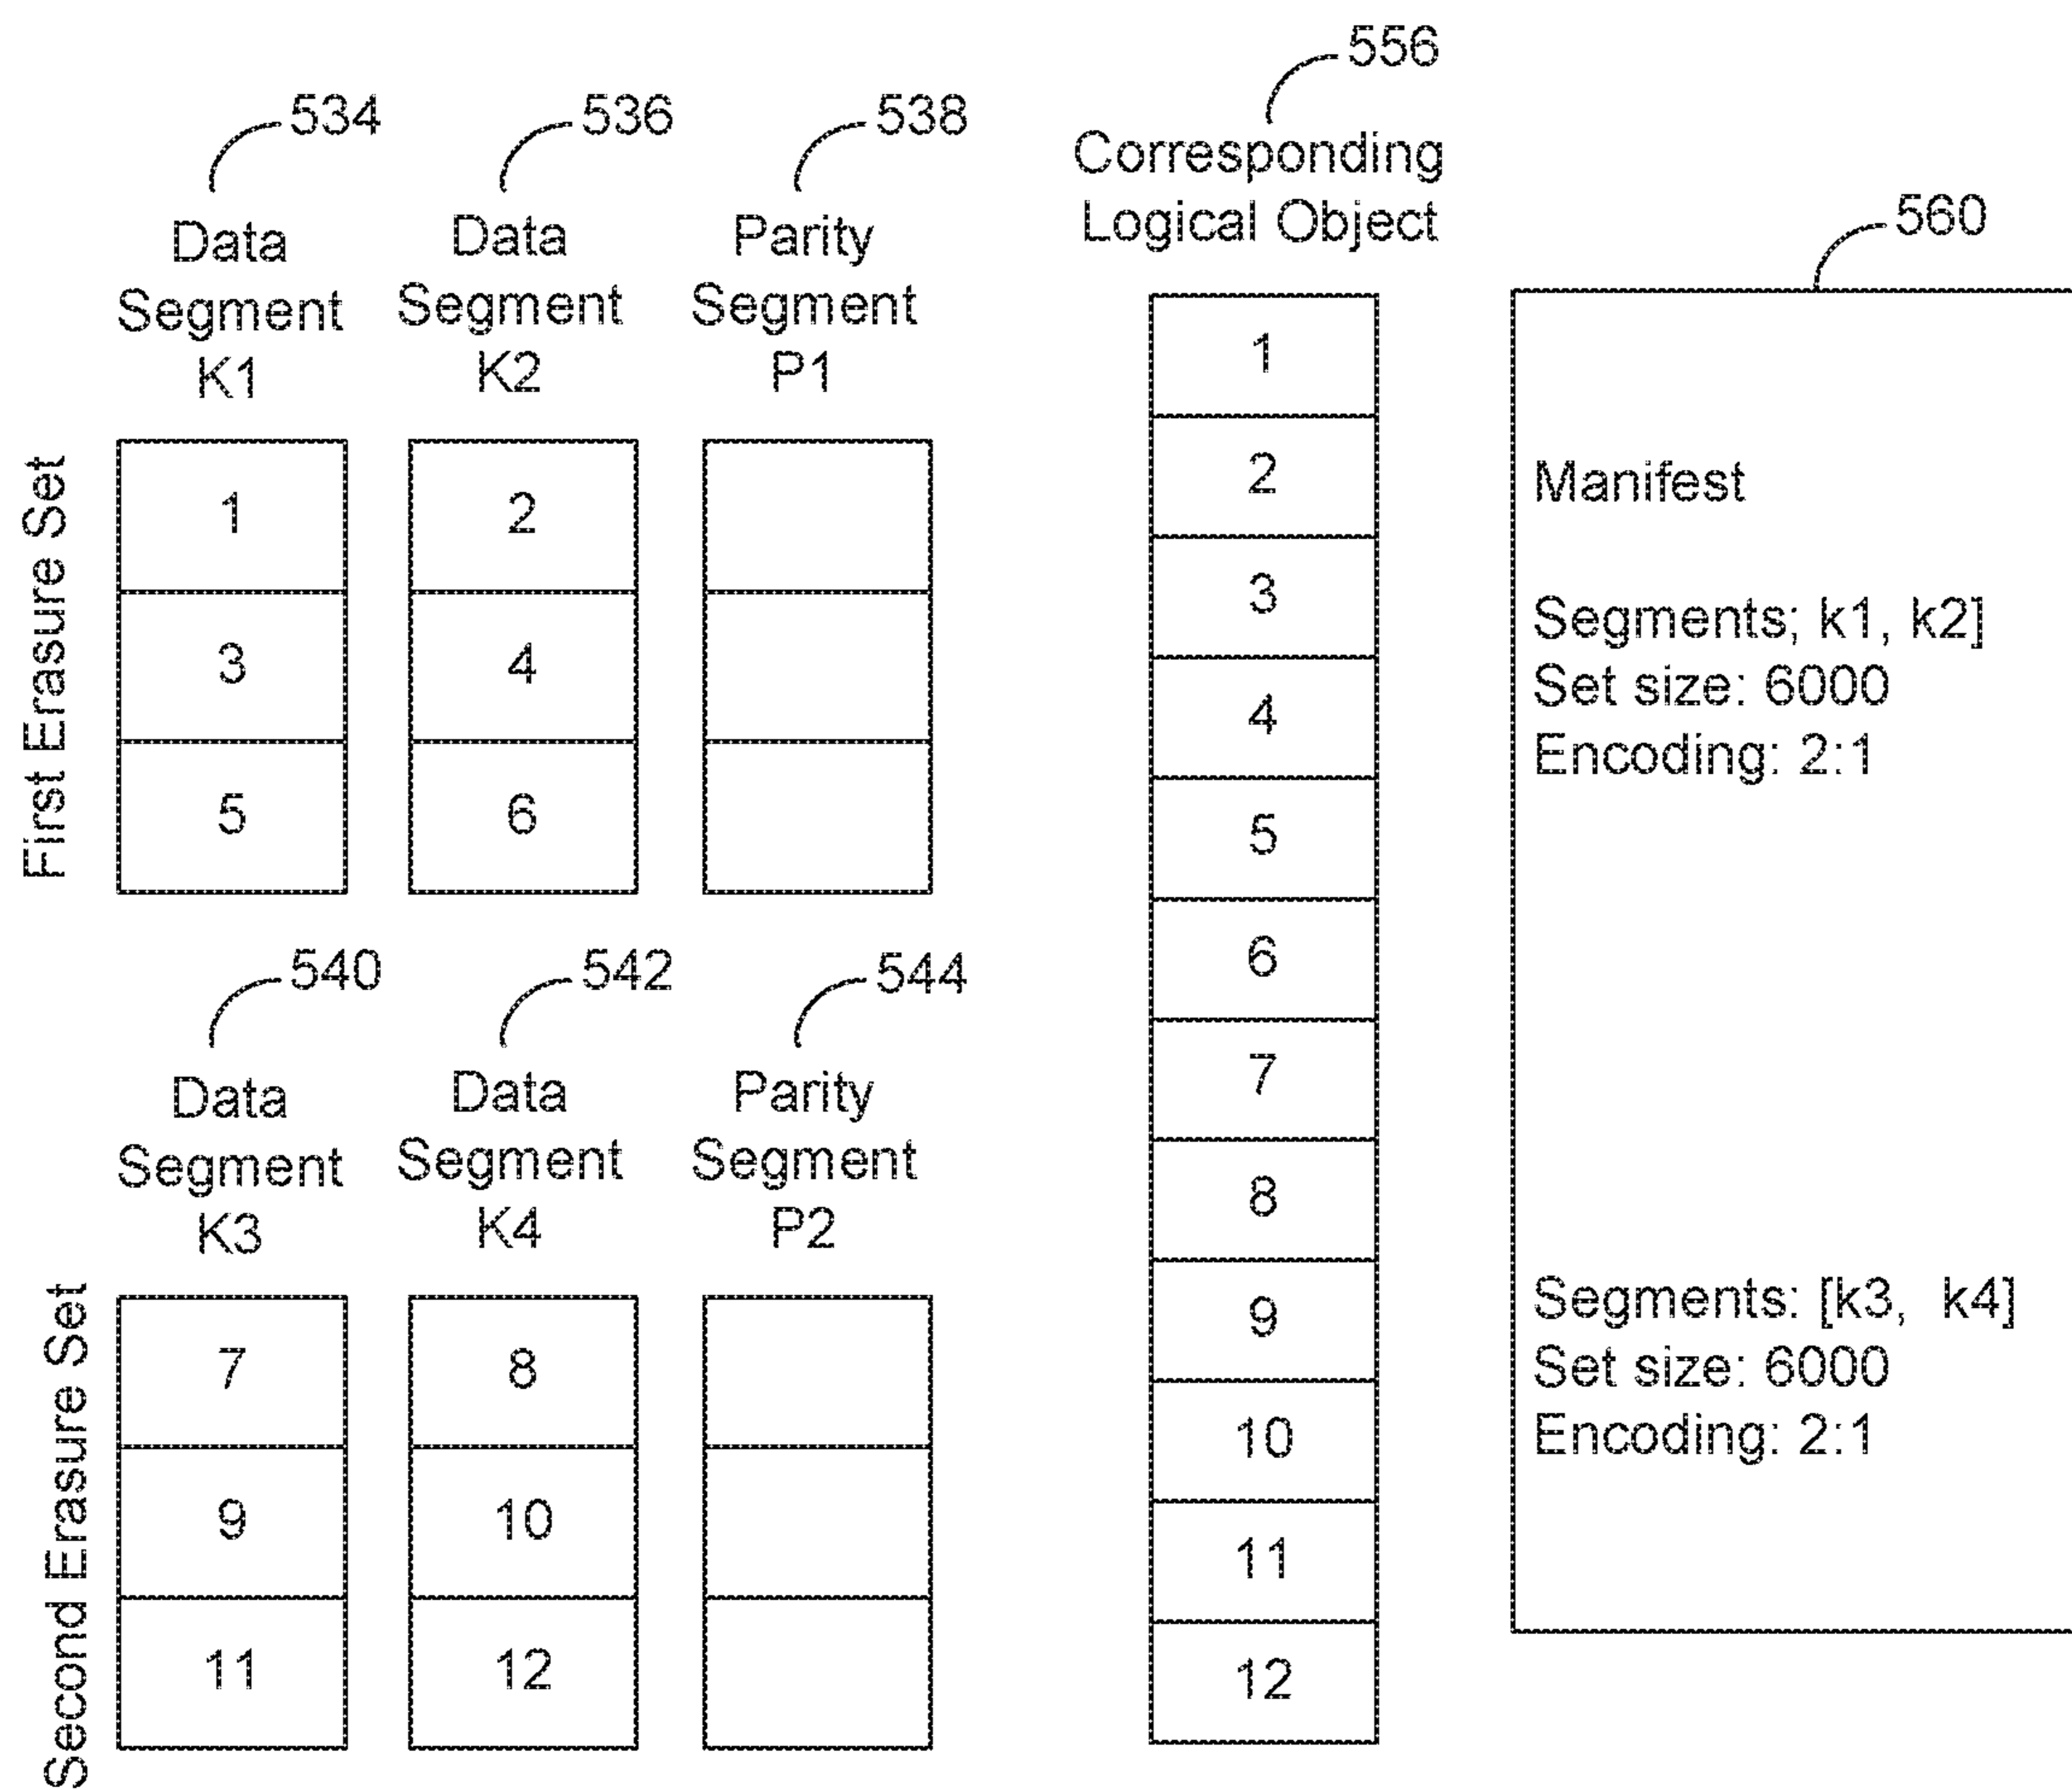 534
536
538
Data
Segment
K1
Data
Segment
K2
Parity
Segment
P1
First Erasure Set
1
2
3
4
5
6
540
542
544
Data
Segment
K3
Data
Segment
K4
Parity
Segment
P2
Second Erasure Set
7
8
9
10
11
12
556
Corresponding
Logical Object
1
2
3
4
5
6
7
8
9
10
11
12
560
Manifest
Segments; k1, k2]
Set size: 6000
Encoding: 2:1
Segments: [k3, k4]
Set size: 6000
Encoding: 2:1